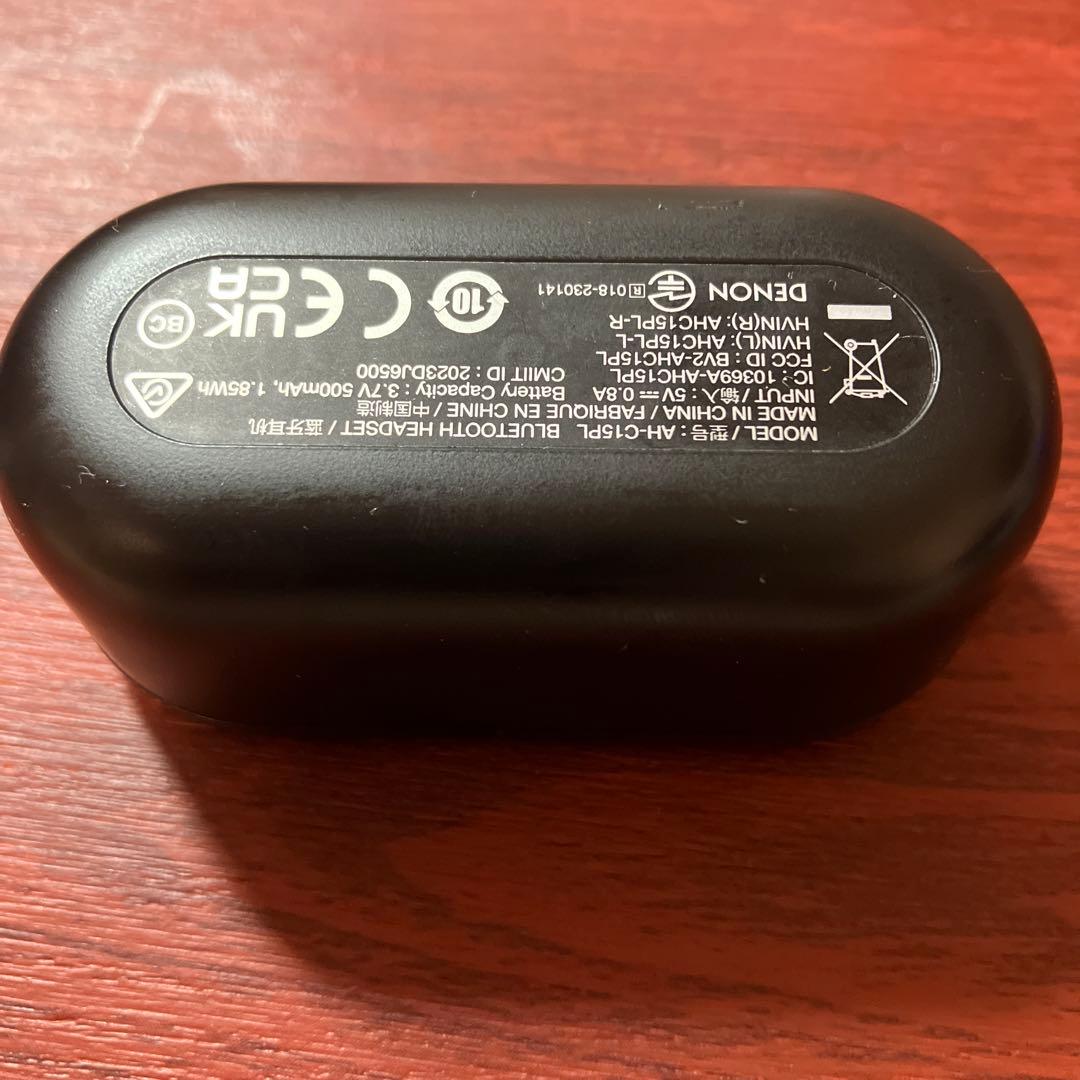 MODEL / 型号 : AH-C15PL BLUETOOTH HEADSET / 蓝牙耳机
MADE IN CHINA / FABRIQUE EN CHINE / 中国制造
INPUT / 输入 : 5V⎓0.8A
Battery Capacity : 3.7V 500mAh, 1.85Wh
IC : 10369A-AHC15PL
CMIIT ID : 2023DJ6500
FCC ID : BV2-AHC15PL
HVIN(L) : AHC15PL-L
HVIN(R) : AHC15PL-R
DENON
R 018-230141
10
CE
UK
CA
BC